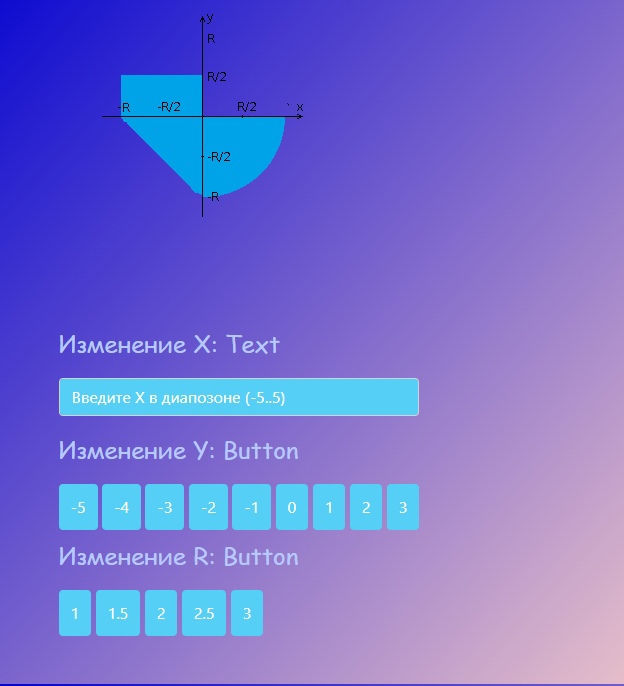 y
R
R/2
-R -R/2 R/2 x
-R/2
-R
Изменение X: Text
Введите X в диапозоне (-5..5)
Изменение Y: Button
-5 -4 -3 -2 -1 0 1 2 3
Изменение R: Button
1 1.5 2 2.5 3